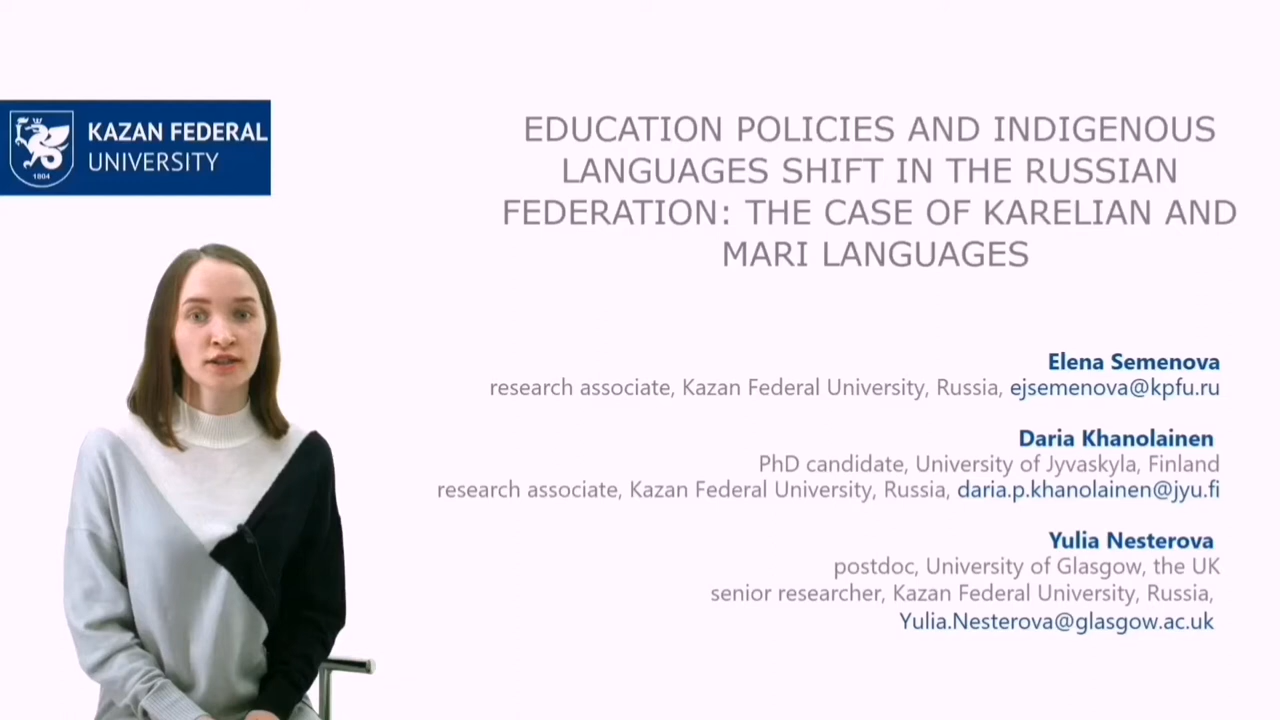 KAZAN FEDERAL
UNIVERSITY
1804
EDUCATION POLICIES AND INDIGENOUS
LANGUAGES SHIFT IN THE RUSSIAN
FEDERATION: THE CASE OF KARELIAN AND
MARI LANGUAGES
Elena Semenova
research associate, Kazan Federal University, Russia, ejsemenova@kpfu.ru
Daria Khanolainen
PhD candidate, University of Jyvaskyla, Finland
research associate, Kazan Federal University, Russia, daria.p.khanolainen@jyu.fi
Yulia Nesterova
postdoc, University of Glasgow, the UK
senior researcher, Kazan Federal University, Russia,
Yulia.Nesterova@glasgow.ac.uk